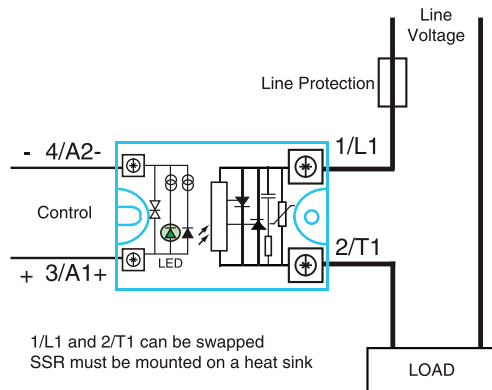 Line
Voltage
Line Protection
1/L1
- 4/A2-
Control
LED
+ 3/A1+
2/T1
1/L1 and 2/T1 can be swapped
SSR must be mounted on a heat sink
LOAD